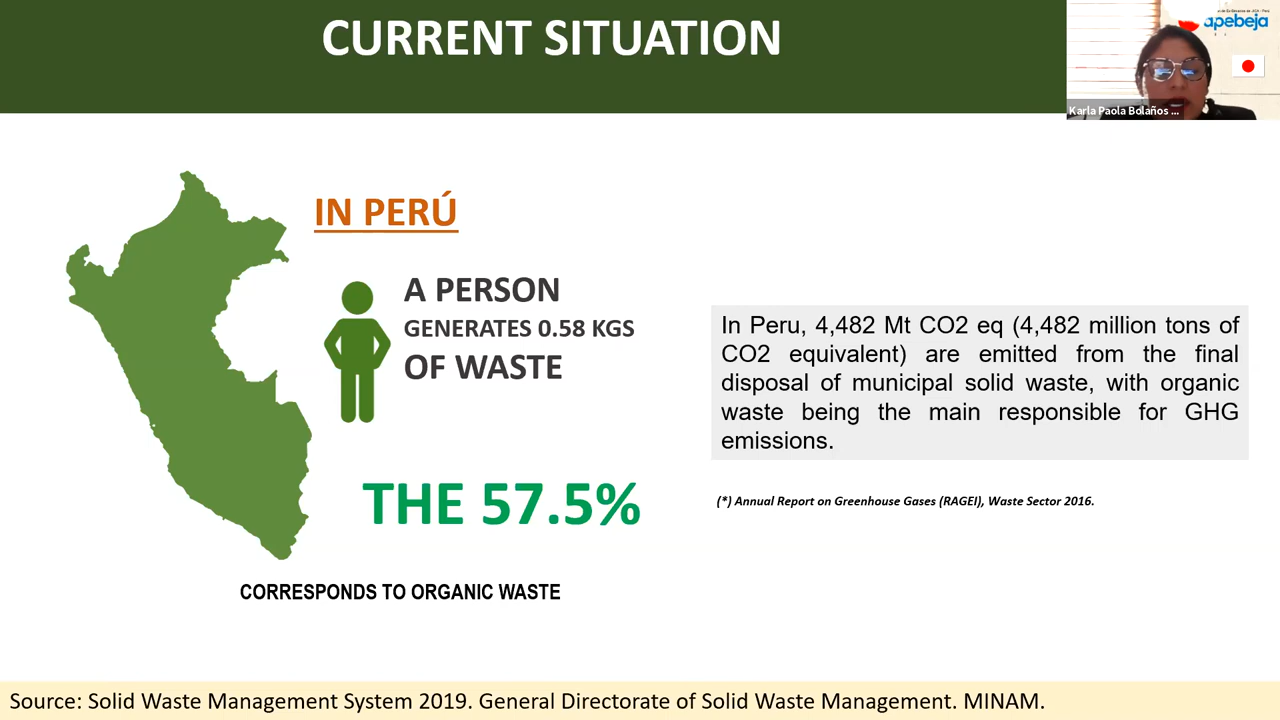 CURRENT SITUATION
apebeja
Karla Paola Bolaños ...
IN PERÚ
A PERSON
GENERATES 0.58 KGS
OF WASTE
THE 57.5%
CORRESPONDS TO ORGANIC WASTE
In Peru, 4,482 Mt CO2 eq (4,482 million tons of
CO2 equivalent) are emitted from the final
disposal of municipal solid waste, with organic
waste being the main responsible for GHG
emissions.
(*) Annual Report on Greenhouse Gases (RAGEI), Waste Sector 2016.
Source: Solid Waste Management System 2019. General Directorate of Solid Waste Management. MINAM.